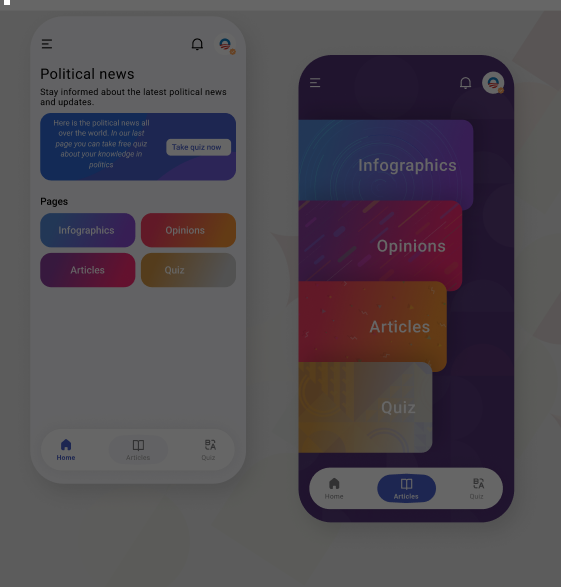 Political news
Stay informed about the latest political news
and updates.
Here is the political news all
over the world. In our last
page you can take free quiz
about your knowledge in
politics.
Take quiz now
Pages
Infographics
Opinions
Articles
Quiz
Home
Articles
Quiz
Infographics
Opinions
Articles
Quiz
Home
Articles
Quiz